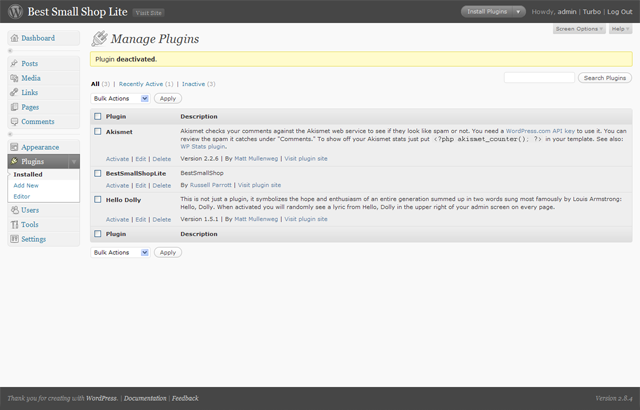 Best Small Shop Lite Visit Site Install Plugins Howdy, admin | Turbo | Log Out
Screen Options Help
Dashboard
Posts
Media
Links
Pages
Comments
Appearance
Plugins
Installed
Add New
Editor
Users
Tools
Settings
Manage Plugins
Plugin deactivated.
All (3) | Recently Active (1) | Inactive (3)
Search Plugins
Bulk Actions Apply
Plugin Description
Akismet Akismet checks your comments against the Akismet web service to see if they look like spam or not. You need a WordPress.com API key to use it. You can
review the spam it catches under "Comments." To show off your Akismet stats just put <?php akismet_counter(); ?> in your template. See also:
WP Stats plugin.
Activate | Edit | Delete Version 2.2.6 | By Matt Mullenweg | Visit plugin site
BestSmallShopLite BestSmallShop
Activate | Edit | Delete By Russell Parrott | Visit plugin site
Hello Dolly This is not just a plugin, it symbolizes the hope and enthusiasm of an entire generation summed up in two words sung most famously by Louis Armstrong:
Hello, Dolly. When activated you will randomly see a lyric from Hello, Dolly in the upper right of your admin screen on every page.
Activate | Edit | Delete Version 1.5.1 | By Matt Mullenweg | Visit plugin site
Plugin Description
Bulk Actions Apply
Thank you for creating with WordPress. | Documentation | Feedback Version 2.8.4